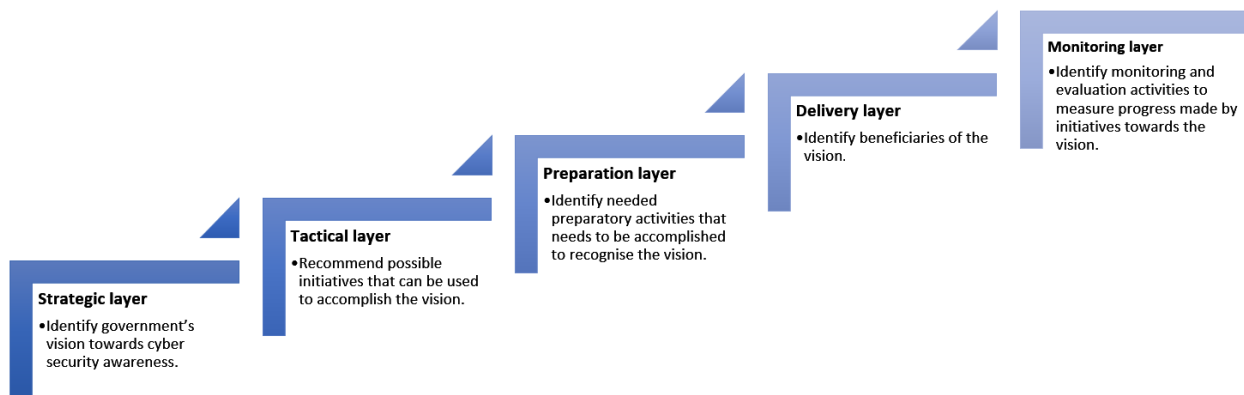 Strategic layer
•Identify government's
vision towards cyber
security awareness.
Tactical layer
•Recommend possible
initiatives that can be used
to accomplish the vision.
Preparation layer
•Identify needed
preparatory activities that
needs to be accomplished
to recognise the vision.
Delivery layer
•Identify beneficiaries of the
vision.
Monitoring layer
•Identify monitoring and
evaluation activities to
measure progress made by
initiatives towards the
vision.